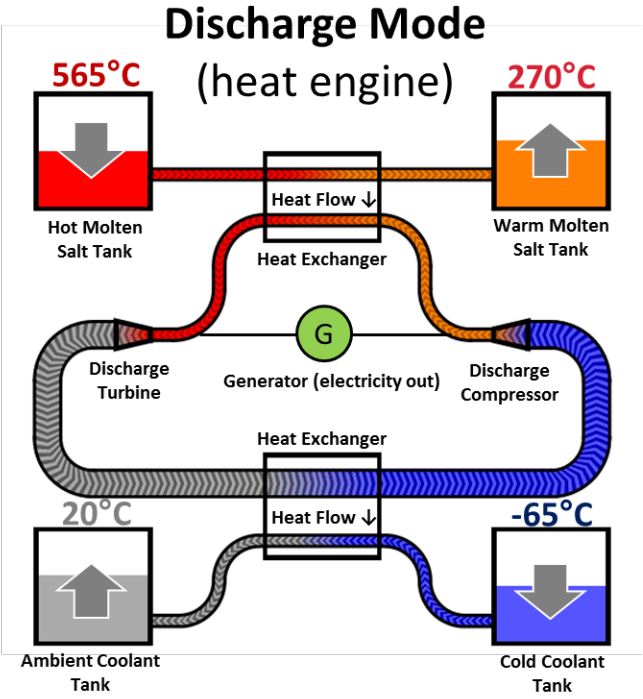 Discharge Mode
(heat engine)
565°C
270°C
Heat Flow ↓
Hot Molten
Salt Tank
Warm Molten
Salt Tank
Heat Exchanger
G
Discharge
Turbine
Generator (electricity out)
Discharge
Compressor
Heat Exchanger
20°C
-65°C
Heat Flow ↓
Ambient Coolant
Tank
Cold Coolant
Tank